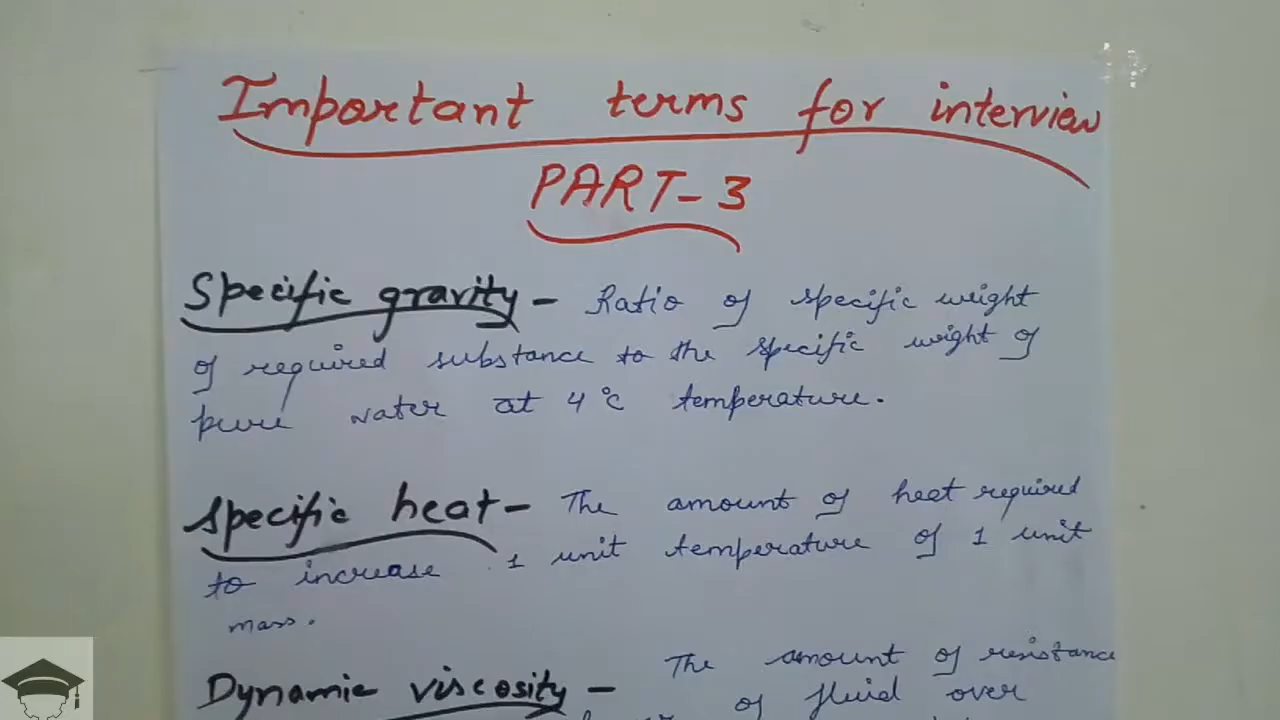 Important terms for interview
PART-3
Specific gravity - Ratio of specific weight
of required substance to the specific weight of
pure water at 4°c temperature.
Specific heat - The amount of heat required
to increase 1 unit temperature of 1 unit
mass.
Dynamic viscosity - The amount of resistance
of fluid over